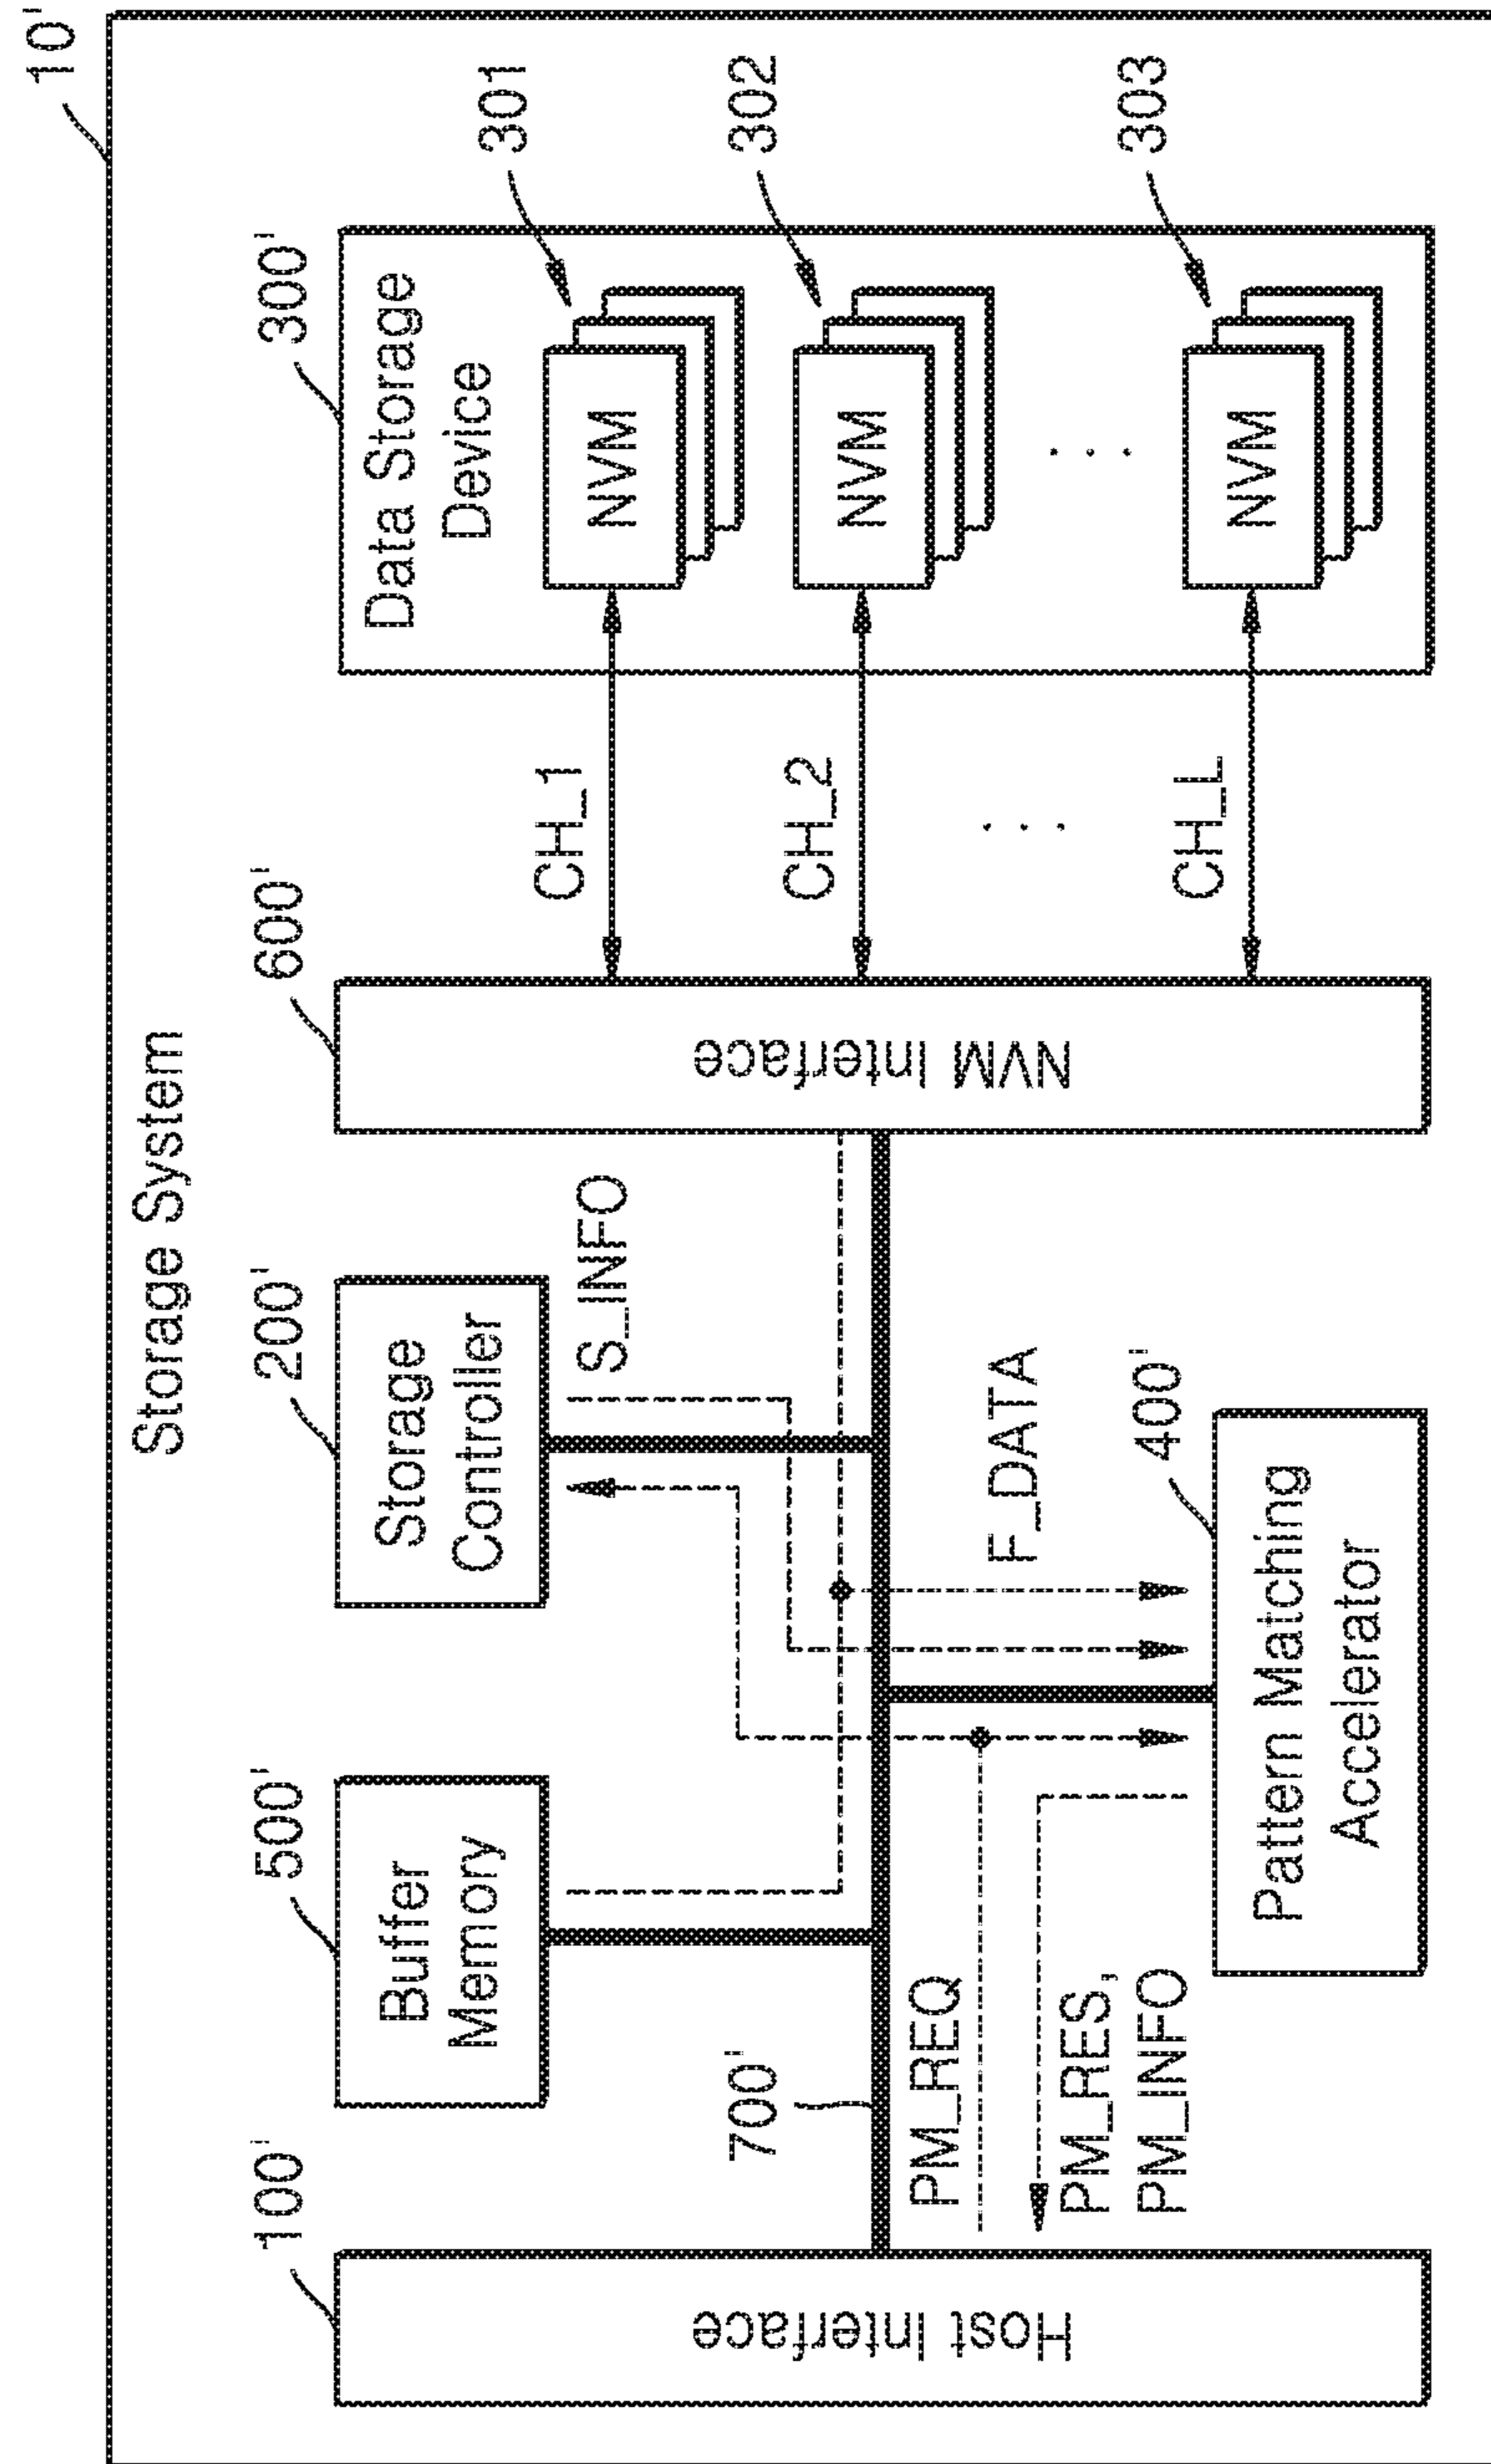 10'
Storage System
100'
500'
200'
600'
300'
Host Interface
Buffer
Memory
Storage
Controller
NVM Interface
Data Storage
Device
S_INFO
CH_1
NVM
301
700'
CH_2
NVM
302
PM_REQ
F_DATA
. . .
. . .
PM_RES,
PM_INFO
400'
CH_L
NVM
303
Pattern Matching
Accelerator